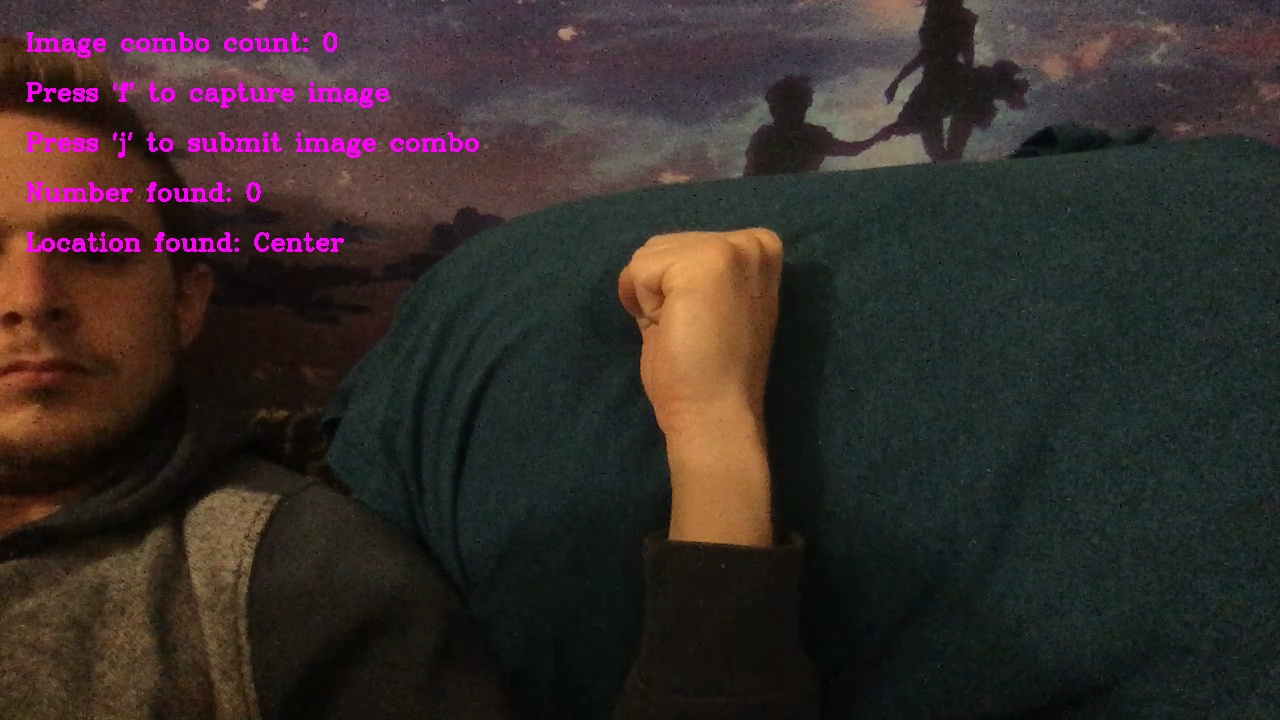 Image combo count: 0
Press 'f' to capture image
Press 'j' to submit image combo
Number found: 0
Location found: Center